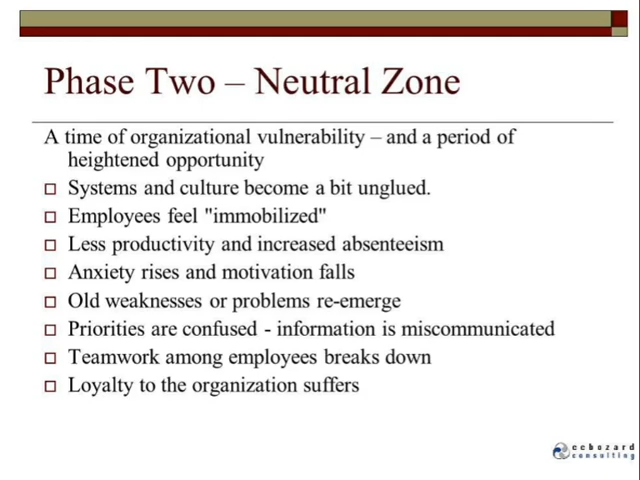 Phase Two – Neutral Zone
A time of organizational vulnerability – and a period of
heightened opportunity
Systems and culture become a bit unglued.
Employees feel "immobilized"
Less productivity and increased absenteeism
Anxiety rises and motivation falls
Old weaknesses or problems re-emerge
Priorities are confused - information is miscommunicated
Teamwork among employees breaks down
Loyalty to the organization suffers
ccbozard
consulting